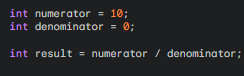 int numerator = 10;
int denominator = 0;
int result = numerator / denominator;